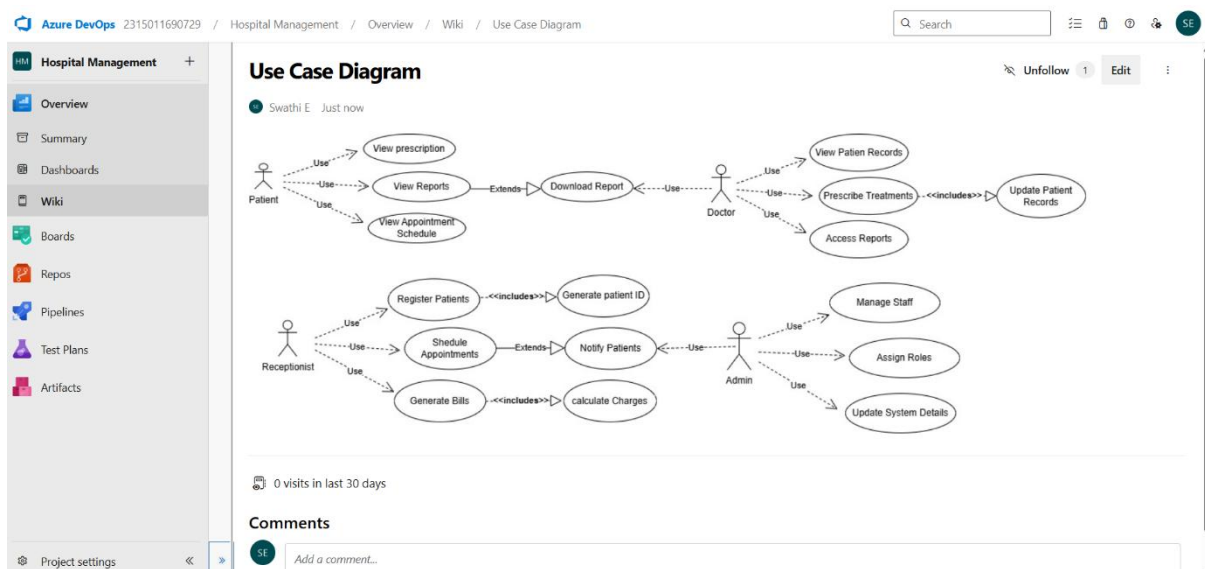 Azure DevOps 2315011690729 / Hospital Management / Overview / Wiki / Use Case Diagram
Search
SE
HM Hospital Management +
Overview
Summary
Dashboards
Wiki
Boards
Repos
Pipelines
Test Plans
Artifacts
Project settings
Use Case Diagram
Unfollow 1 Edit
SE Swathi E Just now
Patient
Use
Use
Use
View prescription
View Reports
View Appointment
Schedule
Extends
Download Report
Use
Doctor
Use
Use
Use
View Patien Records
Prescribe Treatments
Access Reports
<<includes>>
Update Patient
Records
Receptionist
Use
Use
Use
Register Patients
<<includes>>
Generate patient ID
Shedule
Appointments
Extends
Notify Patients
Generate Bills
<<includes>>
calculate Charges
Use
Admin
Use
Use
Use
Manage Staff
Assign Roles
Update System Details
0 visits in last 30 days
Comments
SE
Add a comment...